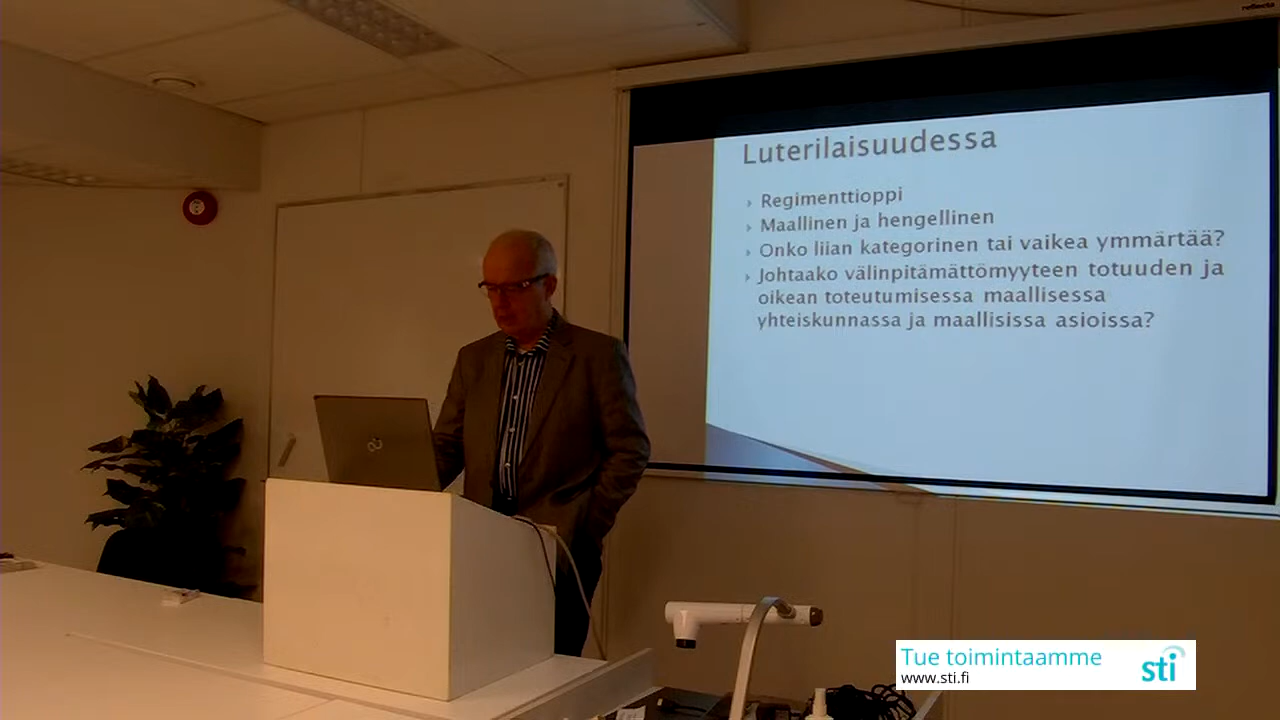 reflecta
Luterilaisuudessa
Regimenttioppi
Maallinen ja hengellinen
Onko liian kategorinen tai vaikea ymmärtää?
Johtaako välinpitämättömyyteen totuuden ja
oikean toteutumisessa maallisessa
yhteiskunnassa ja maallisissa asioissa?
Tue toimintaamme
www.sti.fi
sti